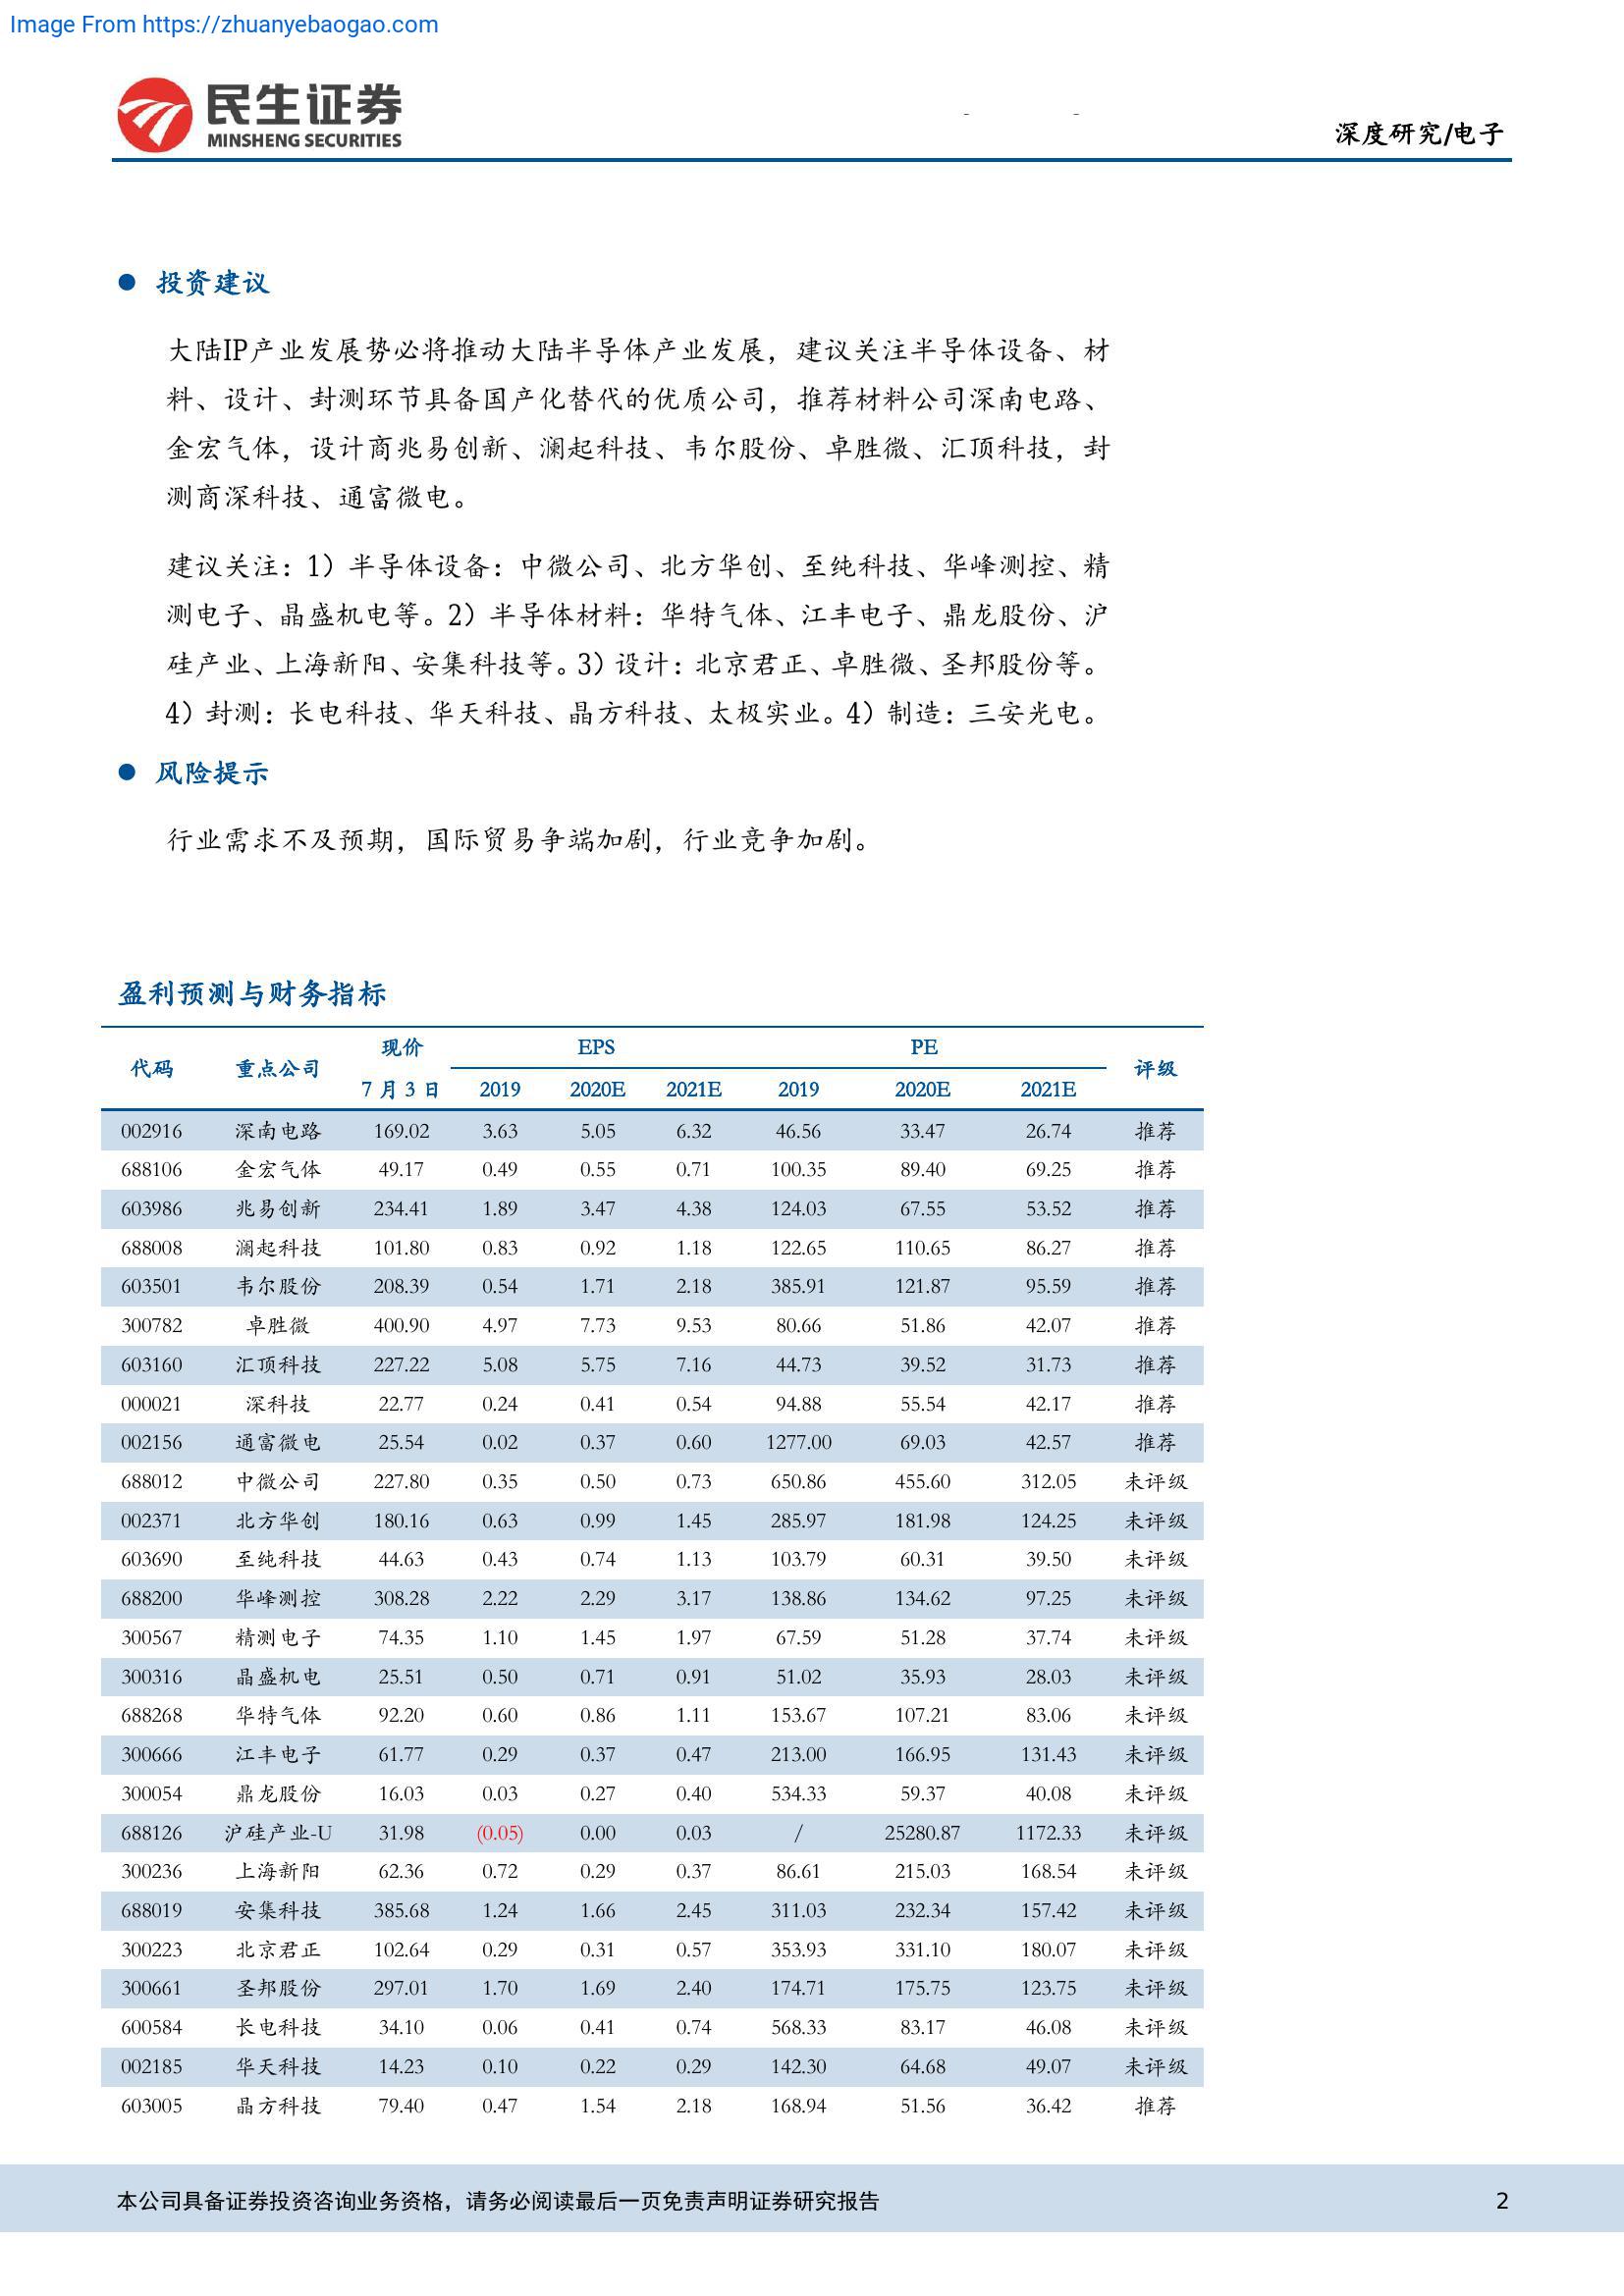 Image From https://zhuanyebaogao.com
民生证券
MINSHENG SECURITIES
深度研究/电子
● 投资建议
大陆IP产业发展势必将推动大陆半导体产业发展，建议关注半导体设备、材
料、设计、封测环节具备国产化替代的优质公司，推荐材料公司深南电路、
金宏气体，设计商兆易创新、澜起科技、韦尔股份、卓胜微、汇顶科技，封
测商深科技、通富微电。
建议关注：1）半导体设备：中微公司、北方华创、至纯科技、华峰测控、精
测电子、晶盛机电等。2）半导体材料：华特气体、江丰电子、鼎龙股份、沪
硅产业、上海新阳、安集科技等。3）设计：北京君正、卓胜微、圣邦股份等。
4）封测：长电科技、华天科技、晶方科技、太极实业。4）制造：三安光电。
● 风险提示
行业需求不及预期，国际贸易争端加剧，行业竞争加剧。
盈利预测与财务指标
代码 重点公司 现价 EPS PE 评级
7月3日 2019 2020E 2021E 2019 2020E 2021E
002916 深南电路 169.02 3.63 5.05 6.32 46.56 33.47 26.74 推荐
688106 金宏气体 49.17 0.49 0.55 0.71 100.35 89.40 69.25 推荐
603986 兆易创新 234.41 1.89 3.47 4.38 124.03 67.55 53.52 推荐
688008 澜起科技 101.80 0.83 0.92 1.18 122.65 110.65 86.27 推荐
603501 韦尔股份 208.39 0.54 1.71 2.18 385.91 121.87 95.59 推荐
300782 卓胜微 400.90 4.97 7.73 9.53 80.66 51.86 42.07 推荐
603160 汇顶科技 227.22 5.08 5.75 7.16 44.73 39.52 31.73 推荐
000021 深科技 22.77 0.24 0.41 0.54 94.88 55.54 42.17 推荐
002156 通富微电 25.54 0.02 0.37 0.60 1277.00 69.03 42.57 推荐
688012 中微公司 227.80 0.35 0.50 0.73 650.86 455.60 312.05 未评级
002371 北方华创 180.16 0.63 0.99 1.45 285.97 181.98 124.25 未评级
603690 至纯科技 44.63 0.43 0.74 1.13 103.79 60.31 39.50 未评级
688200 华峰测控 308.28 2.22 2.29 3.17 138.86 134.62 97.25 未评级
300567 精测电子 74.35 1.10 1.45 1.97 67.59 51.28 37.74 未评级
300316 晶盛机电 25.51 0.50 0.71 0.91 51.02 35.93 28.03 未评级
688268 华特气体 92.20 0.60 0.86 1.11 153.67 107.21 83.06 未评级
300666 江丰电子 61.77 0.29 0.37 0.47 213.00 166.95 131.43 未评级
300054 鼎龙股份 16.03 0.03 0.27 0.40 534.33 59.37 40.08 未评级
688126 沪硅产业-U 31.98 (0.05) 0.00 0.03 / 25280.87 1172.33 未评级
300236 上海新阳 62.36 0.72 0.29 0.37 86.61 215.03 168.54 未评级
688019 安集科技 385.68 1.24 1.66 2.45 311.03 232.34 157.42 未评级
300223 北京君正 102.64 0.29 0.31 0.57 353.93 331.10 180.07 未评级
300661 圣邦股份 297.01 1.70 1.69 2.40 174.71 175.75 123.75 未评级
600584 长电科技 34.10 0.06 0.41 0.74 568.33 83.17 46.08 未评级
002185 华天科技 14.23 0.10 0.22 0.29 142.30 64.68 49.07 未评级
603005 晶方科技 79.40 0.47 1.54 2.18 168.94 51.56 36.42 推荐
本公司具备证券投资咨询业务资格，请务必阅读最后一页免责声明证券研究报告 2